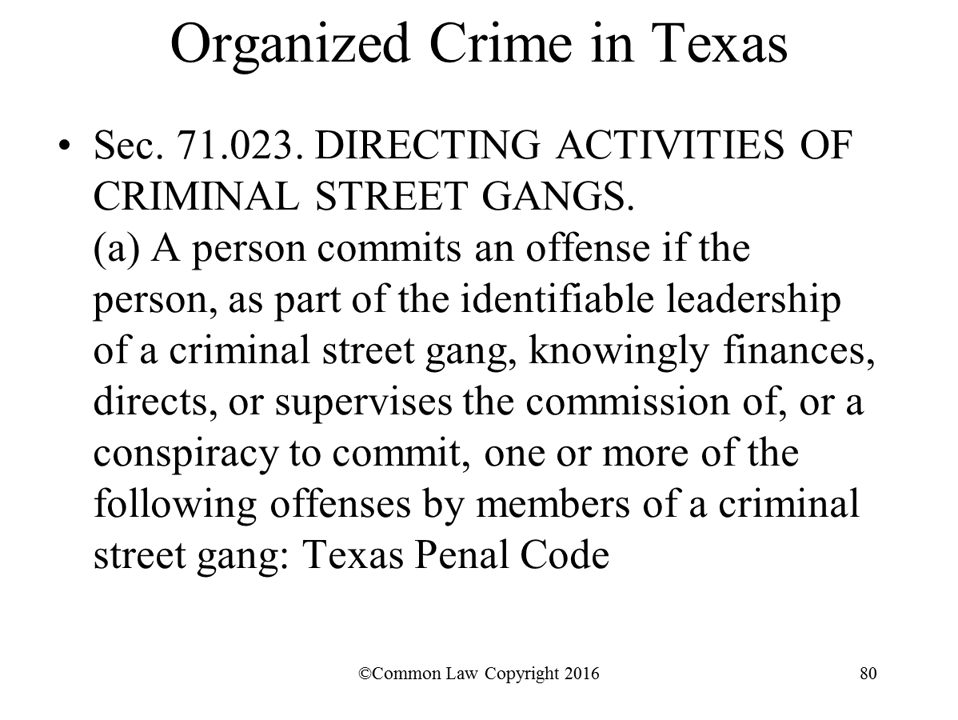 Organized Crime in Texas
• Sec. 71.023. DIRECTING ACTIVITIES OF
CRIMINAL STREET GANGS.
(a) A person commits an offense if the
person, as part of the identifiable leadership
of a criminal street gang, knowingly finances,
directs, or supervises the commission of, or a
conspiracy to commit, one or more of the
following offenses by members of a criminal
street gang: Texas Penal Code
©Common Law Copyright 2016 80